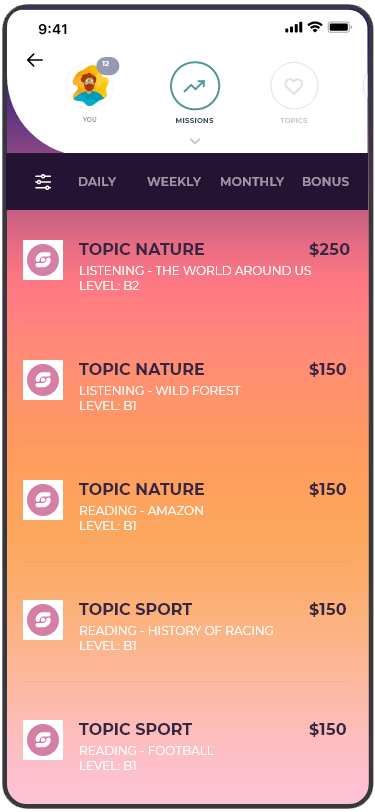 9:41
12
YOU
MISSIONS
TOPICS
DAILY WEEKLY MONTHLY BONUS
TOPIC NATURE $250
LISTENING - THE WORLD AROUND US
LEVEL: B2
TOPIC NATURE $150
LISTENING - WILD FOREST
LEVEL: B1
TOPIC NATURE $150
READING - AMAZON
LEVEL: B1
TOPIC SPORT $150
READING - HISTORY OF RACING
LEVEL: B1
TOPIC SPORT $150
READING - FOOTBALL
LEVEL: B1